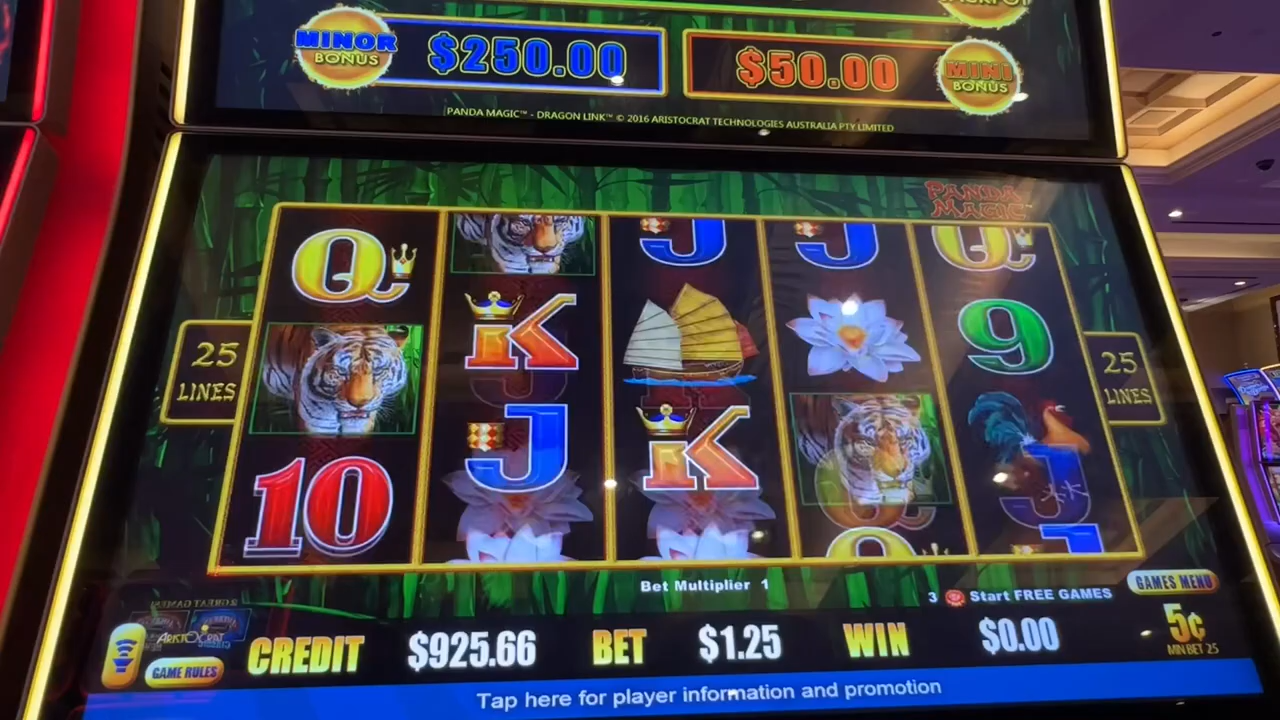 JACKPOT
MINOR
BONUS
$250.00
$50.00
MINI
BONUS
PANDA MAGIC™ - DRAGON LINK™ © 2016 ARISTOCRAT TECHNOLOGIES AUSTRALIA PTY LIMITED
PANDA
MAGIC
Q
J
J
Q
25
LINES
K
9
25
LINES
J
K
10
Q
J
J
Bet Multiplier 1
3
Start FREE GAMES
GAMES MENU
ARISTOCRAT
GAME RULES
CREDIT
$925.66
BET
$1.25
WIN
$0.00
5¢
MIN BET 25
Tap here for player information and promotion